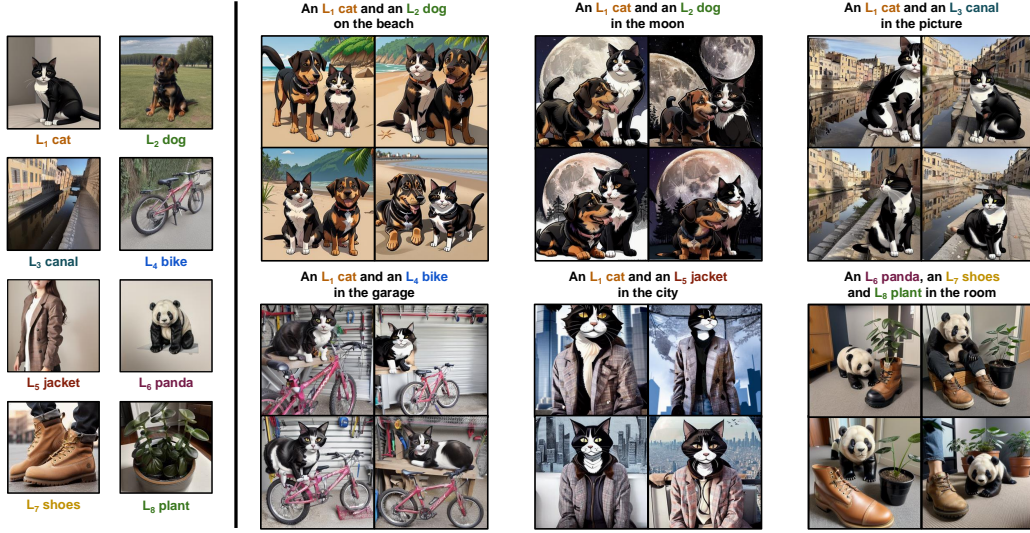 An L₁ cat and an L₂ dog
on the beach
An L₁ cat and an L₂ dog
in the moon
An L₁ cat and an L₃ canal
in the picture
L₁ cat
L₂ dog
L₃ canal
L₄ bike
An L₁ cat and an L₄ bike
in the garage
An L₁ cat and an L₅ jacket
in the city
An L₆ panda, an L₇ shoes
and L₈ plant in the room
L₅ jacket
L₆ panda
L₇ shoes
L₈ plant